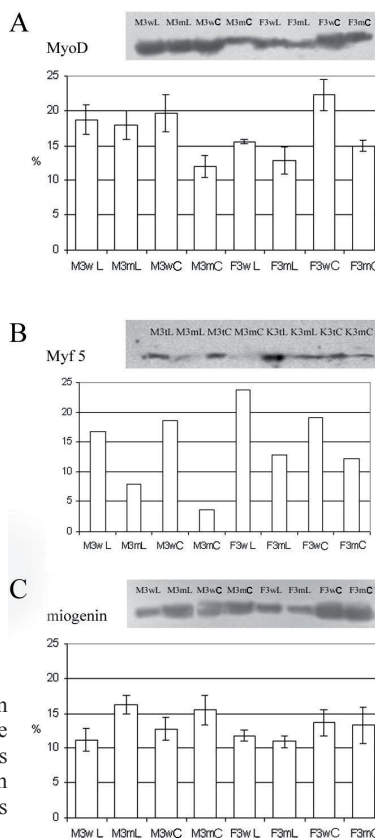 A
M3wL M3mL M3wC M3mC F3wL F3mL F3wC F3mC
MyoD
25
20
15
%
10
5
0
M3w L M3mL M3wC M3mC F3w L F3mL F3wC F3mC
B
M3tL M3mL M3tC M3mC K3tL K3mL K3tC K3mC
Myf 5
25
20
15
10
5
0
M3w L M3mL M3wC M3mC F3w L F3mL F3wC F3mC
C
M3wL M3mL M3wC M3mC F3wL F3mL F3wC F3mC
miogenin
25
20
15
%
10
5
0
M3w L M3mL M3wC M3mC F3w L F3mL F3wC F3mC
n
e
s
n
s